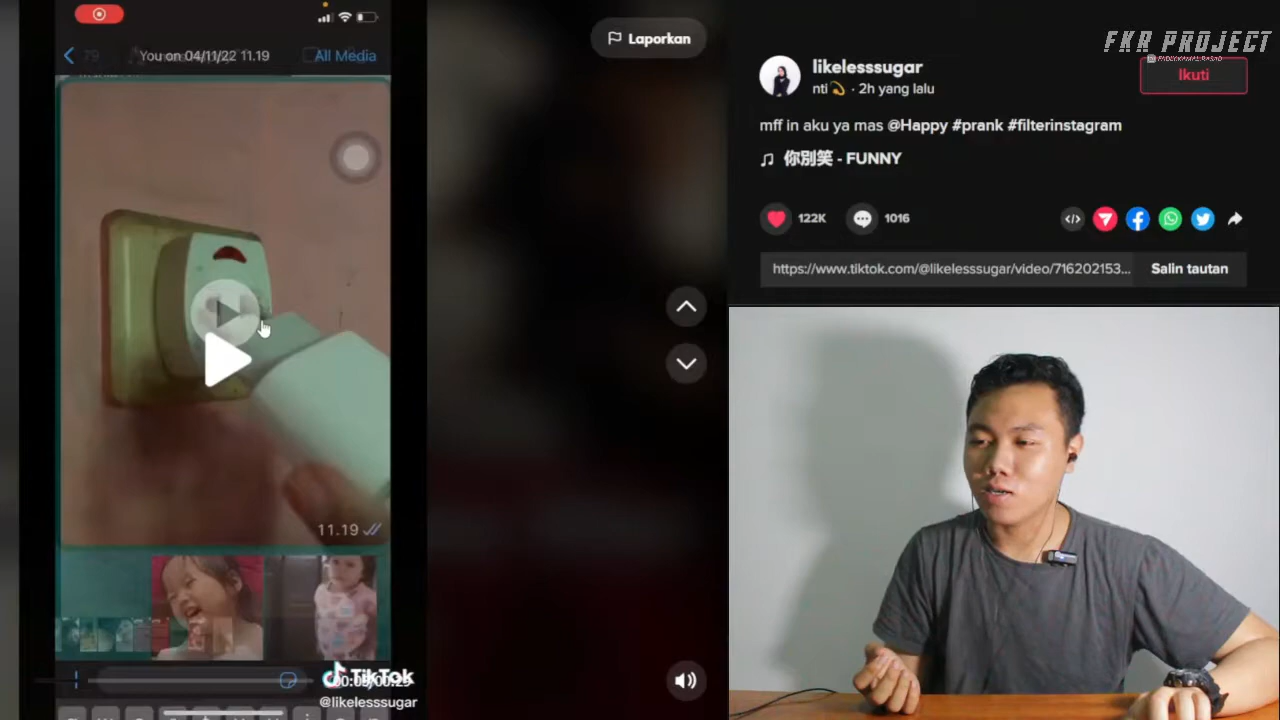 You on 04/11/22 11.19
All Media
11.19
TikTok
@likelesssugar
Laporkan
FKR PROJECT
likelesssugar
nti · 2h yang lalu
Ikuti
mff in aku ya mas @Happy #prank #filterinstagram
你別笑 - FUNNY
122K
1016
https://www.tiktok.com/@likelesssugar/video/716202153...
Salin tautan